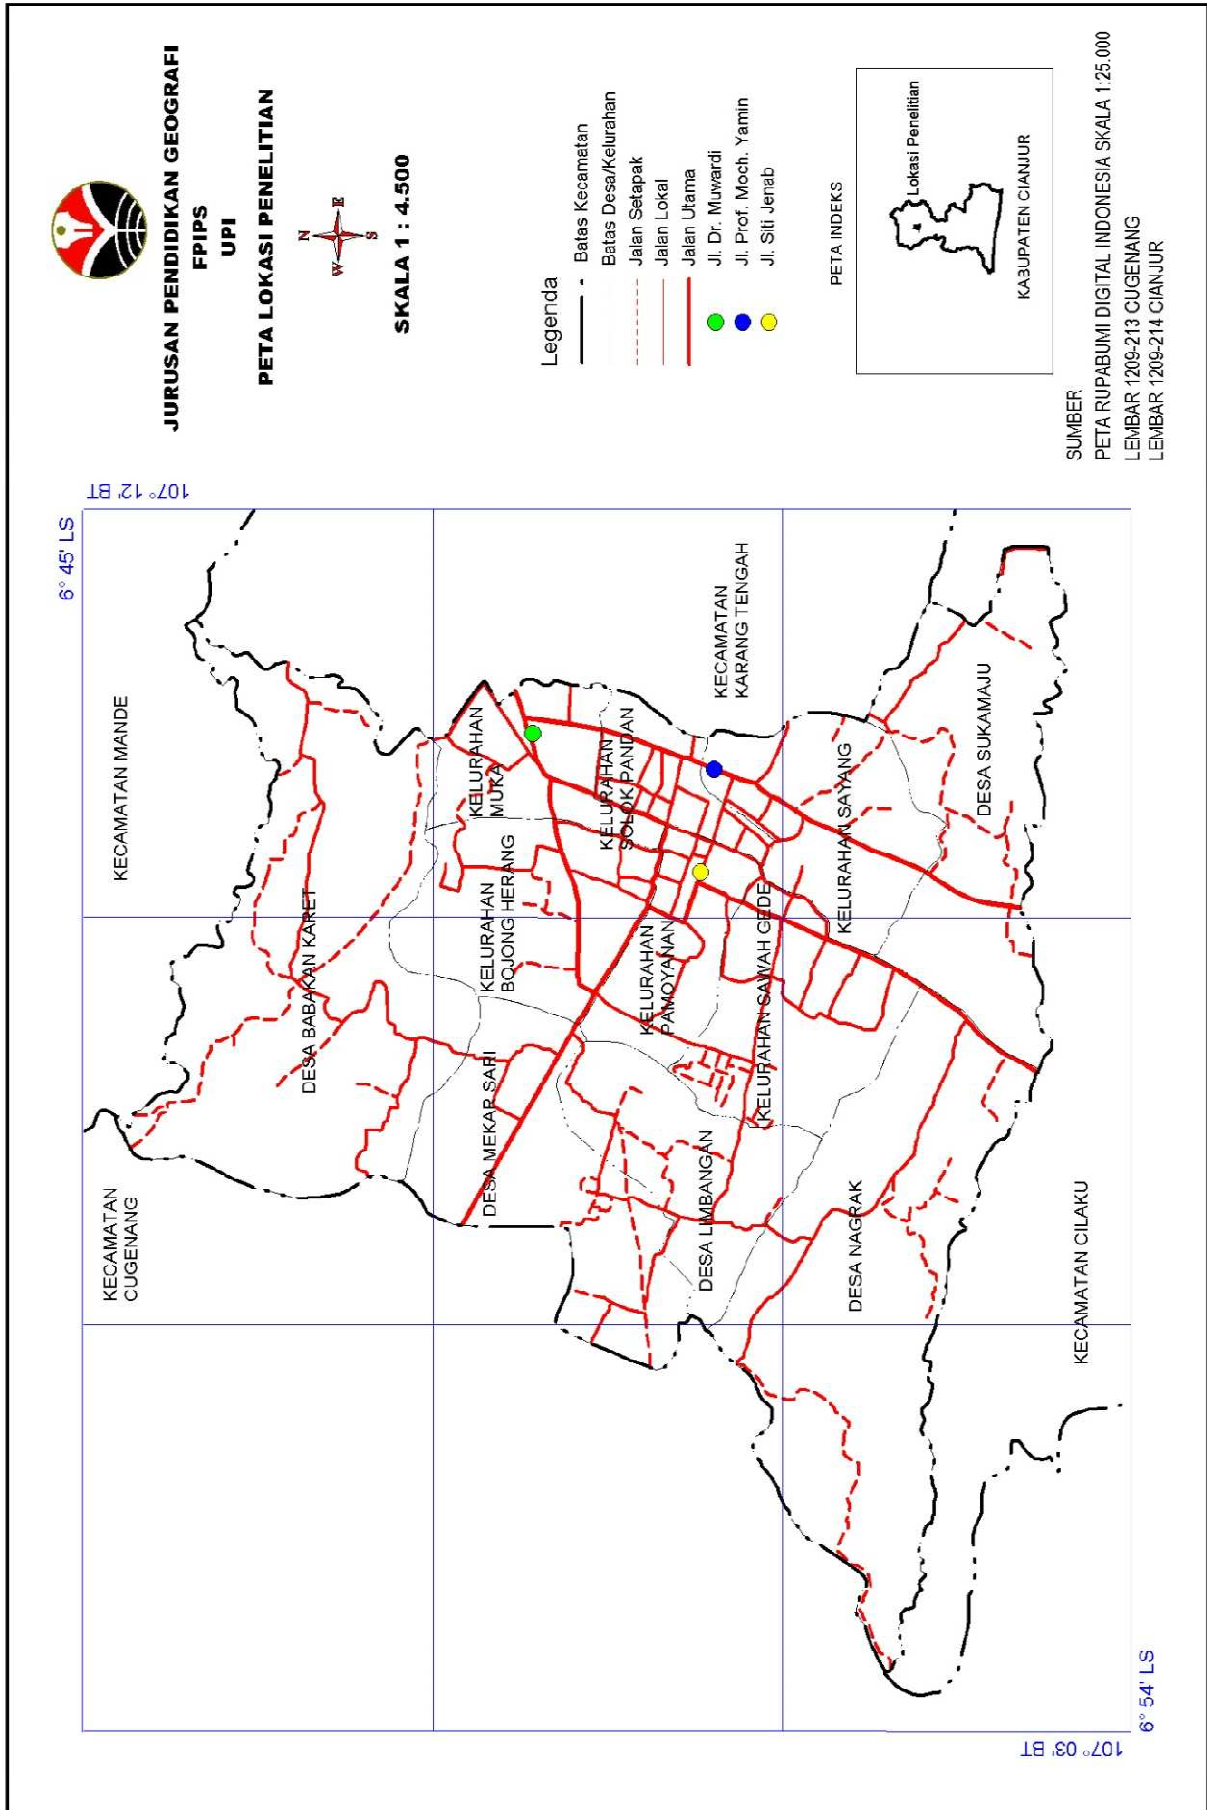 JURUSAN PENDIDIKAN GEOGRAFI
FPIPS
UPI
PETA LOKASI PENELITIAN
N
W
E
S
SKALA 1 : 4.500
Legenda
Batas Kecamatan
Batas Desa/Kelurahan
Jalan Setapak
Jalan Lokal
Jalan Utama
Jl. Dr. Muwardi
Jl. Prof. Moch. Yamin
Jl. Siti Jenab
PETA INDEKS
Lokasi Penelitian
KABUPATEN CIANJUR
SUMBER
PETA RUPABUMI DIGITAL INDONESIA SKALA 1:25.000
LEMBAR 1209-213 CUGENANG
LEMBAR 1209-214 CIANJUR
107° 12' BT
6° 45' LS
KECAMATAN MANDE
KECAMATAN
CUGENANG
DESA BABAKAN KARET
KELURAHAN
MUKA
KELURAHAN
BOJONG HERANG
DESA MEKAR SARI
KELURAHAN
SOLOK PANDAN
KELURAHAN
PAMOYANAN
KECAMATAN
KARANG TENGAH
DESA LIMBANGAN
KELURAHAN SAWAH GEDE
KELURAHAN SAYANG
DESA NAGRAK
DESA SUKAMAJU
KECAMATAN CILAKU
6° 54' LS
107° 03' BT